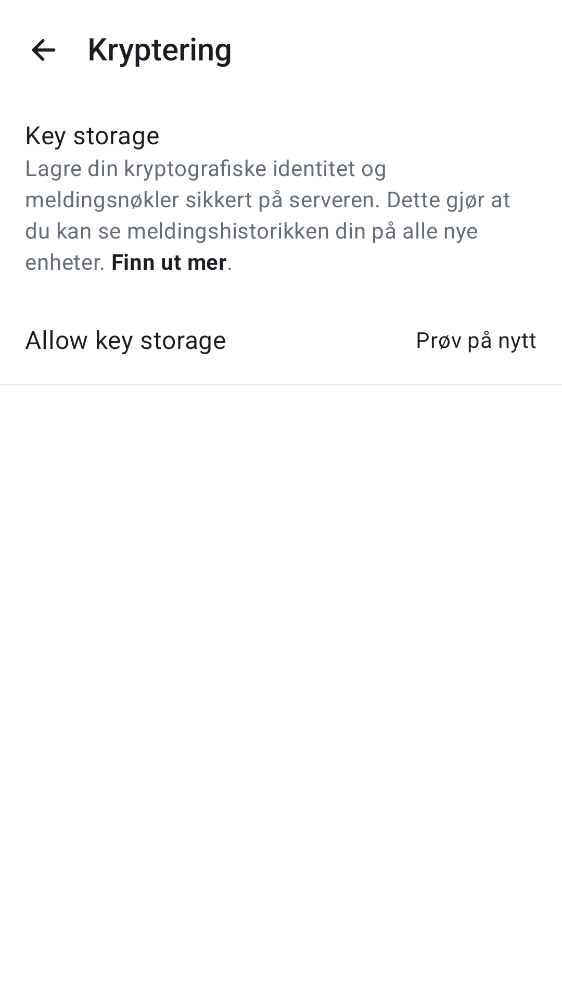 Kryptering
Key storage
Lagre din kryptografiske identitet og
meldingsnøkler sikkert på serveren. Dette gjør at
du kan se meldingshistorikken din på alle nye
enheter. Finn ut mer.
Allow key storage Prøv på nytt